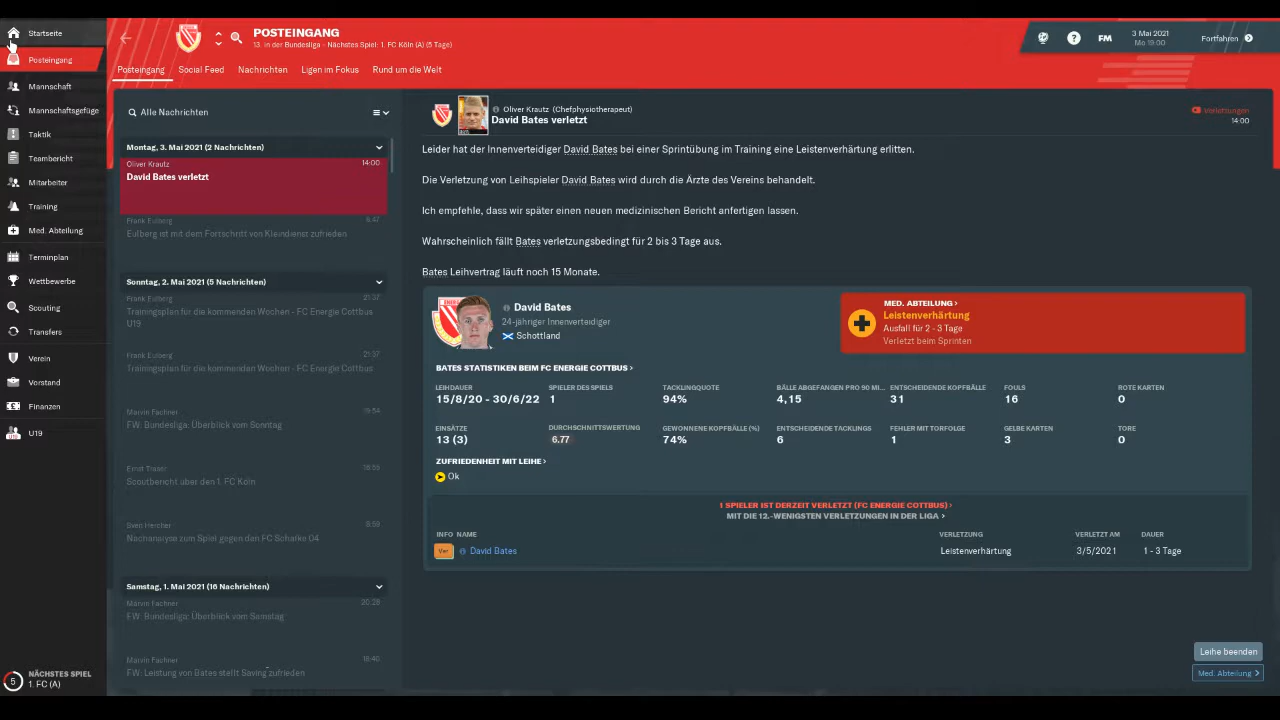 Startseite
Posteingang
Mannschaft
Mannschaftsgefüge
Taktik
Teambericht
Mitarbeiter
Training
Med. Abteilung
Terminplan
Wettbewerbe
Scouting
Transfers
Verein
Vorstand
Finanzen
U19
NÄCHSTES SPIEL
5
1. FC (A)
POSTEINGANG
13. in der Bundesliga - Nächstes Spiel: 1. FC Köln (A) (5 Tage)
FM
3 Mai 2021
Mo 19:00
Fortfahren
Posteingang Social Feed Nachrichten Ligen im Fokus Rund um die Welt
Alle Nachrichten
Montag, 3. Mai 2021 (2 Nachrichten)
Oliver Krautz 14:00
David Bates verletzt
Frank Eulberg 6:47
Eulberg ist mit dem Fortschritt von Kleindienst zufrieden
Sonntag, 2. Mai 2021 (5 Nachrichten)
Frank Eulberg 21:37
Trainingsplan für die kommenden Wochen - FC Energie Cottbus
U19
Frank Eulberg 21:37
Trainingsplan für die kommenden Wochen - FC Energie Cottbus
Marvin Fachner 19:54
FW: Bundesliga: Überblick vom Sonntag
Ernst Traser 18:55
Scoutbericht über den 1. FC Köln
Sven Hercher 9:59
Nachanalyse zum Spiel gegen den FC Schalke 04
Samstag, 1. Mai 2021 (16 Nachrichten)
Marvin Fachner 20:28
FW: Bundesliga: Überblick vom Samstag
Marvin Fachner 18:40
FW: Leistung von Bates stellt Saving zufrieden
Oliver Krautz (Chefphysiotherapeut)
David Bates verletzt
Verletzungen
14:00
Leider hat der Innenverteidiger David Bates bei einer Sprintübung im Training eine Leistenverhärtung erlitten.
Die Verletzung von Leihspieler David Bates wird durch die Ärzte des Vereins behandelt.
Ich empfehle, dass wir später einen neuen medizinischen Bericht anfertigen lassen.
Wahrscheinlich fällt Bates verletzungsbedingt für 2 bis 3 Tage aus.
Bates Leihvertrag läuft noch 15 Monate.
David Bates
24-jähriger Innenverteidiger
Schottland
MED. ABTEILUNG >
Leistenverhärtung
Ausfall für 2 - 3 Tage
Verletzt beim Sprinten
BATES STATISTIKEN BEIM FC ENERGIE COTTBUS >
LEIHDAUER SPIELER DES SPIELS TACKLINGQUOTE BÄLLE ABGEFANGEN PRO 90 MI... ENTSCHEIDENDE KOPFBÄLLE FOULS ROTE KARTEN
15/8/20 - 30/6/22 1 94% 4,15 31 16 0
EINSÄTZE DURCHSCHNITTSWERTUNG GEWONNENE KOPFBÄLLE (%) ENTSCHEIDENDE TACKLINGS FEHLER MIT TORFOLGE GELBE KARTEN TORE
13 (3) 6.77 74% 6 1 3 0
ZUFRIEDENHEIT MIT LEIHE >
Ok
1 SPIELER IST DERZEIT VERLETZT (FC ENERGIE COTTBUS) >
MIT DIE 12.-WENIGSTEN VERLETZUNGEN IN DER LIGA >
INFO NAME VERLETZUNG VERLETZT AM DAUER
Ver David Bates Leistenverhärtung 3/5/2021 1 - 3 Tage
Leihe beenden
Med. Abteilung >